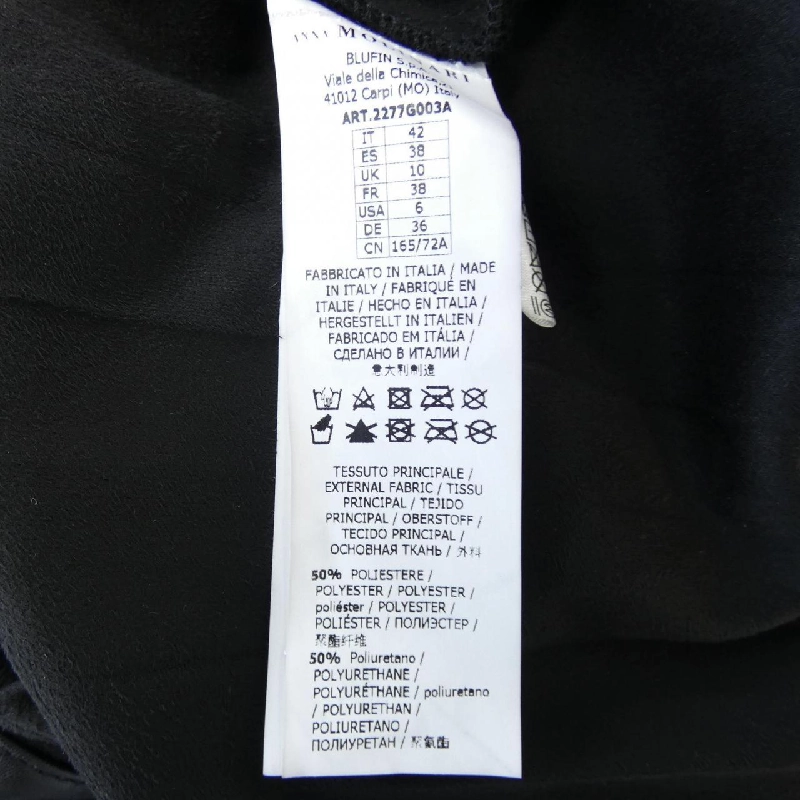 BLUFIN S.p.A.
Viale della Chimica
41012 Carpi (MO) Italy
ART.2277G003A
IT 42
ES 38
UK 10
FR 38
USA 6
DE 36
CN 165/72A
FABBRICATO IN ITALIA / MADE
IN ITALY / FABRIQUÉ EN
ITALIE / HECHO EN ITALIA /
HERGESTELLT IN ITALIEN /
FABRICADO EM ITÁLIA /
СДЕЛАНО В ИТАЛИИ /
意大利制造
TESSUTO PRINCIPALE /
EXTERNAL FABRIC / TISSU
PRINCIPAL / TEJIDO
PRINCIPAL / OBERSTOFF /
TECIDO PRINCIPAL /
ОСНОВНАЯ ТКАНЬ / 外料
50% POLIESTERE /
POLYESTER / POLYESTER /
poliéster / POLYESTER /
POLIÉSTER / ПОЛИЭСТЕР /
聚酯纤维
50% Poliuretano /
POLYURETHANE /
POLYURÉTHANE / poliuretano
/ POLYURETHAN /
POLIURETANO /
ПОЛИУРЕТАН / 聚氨酯